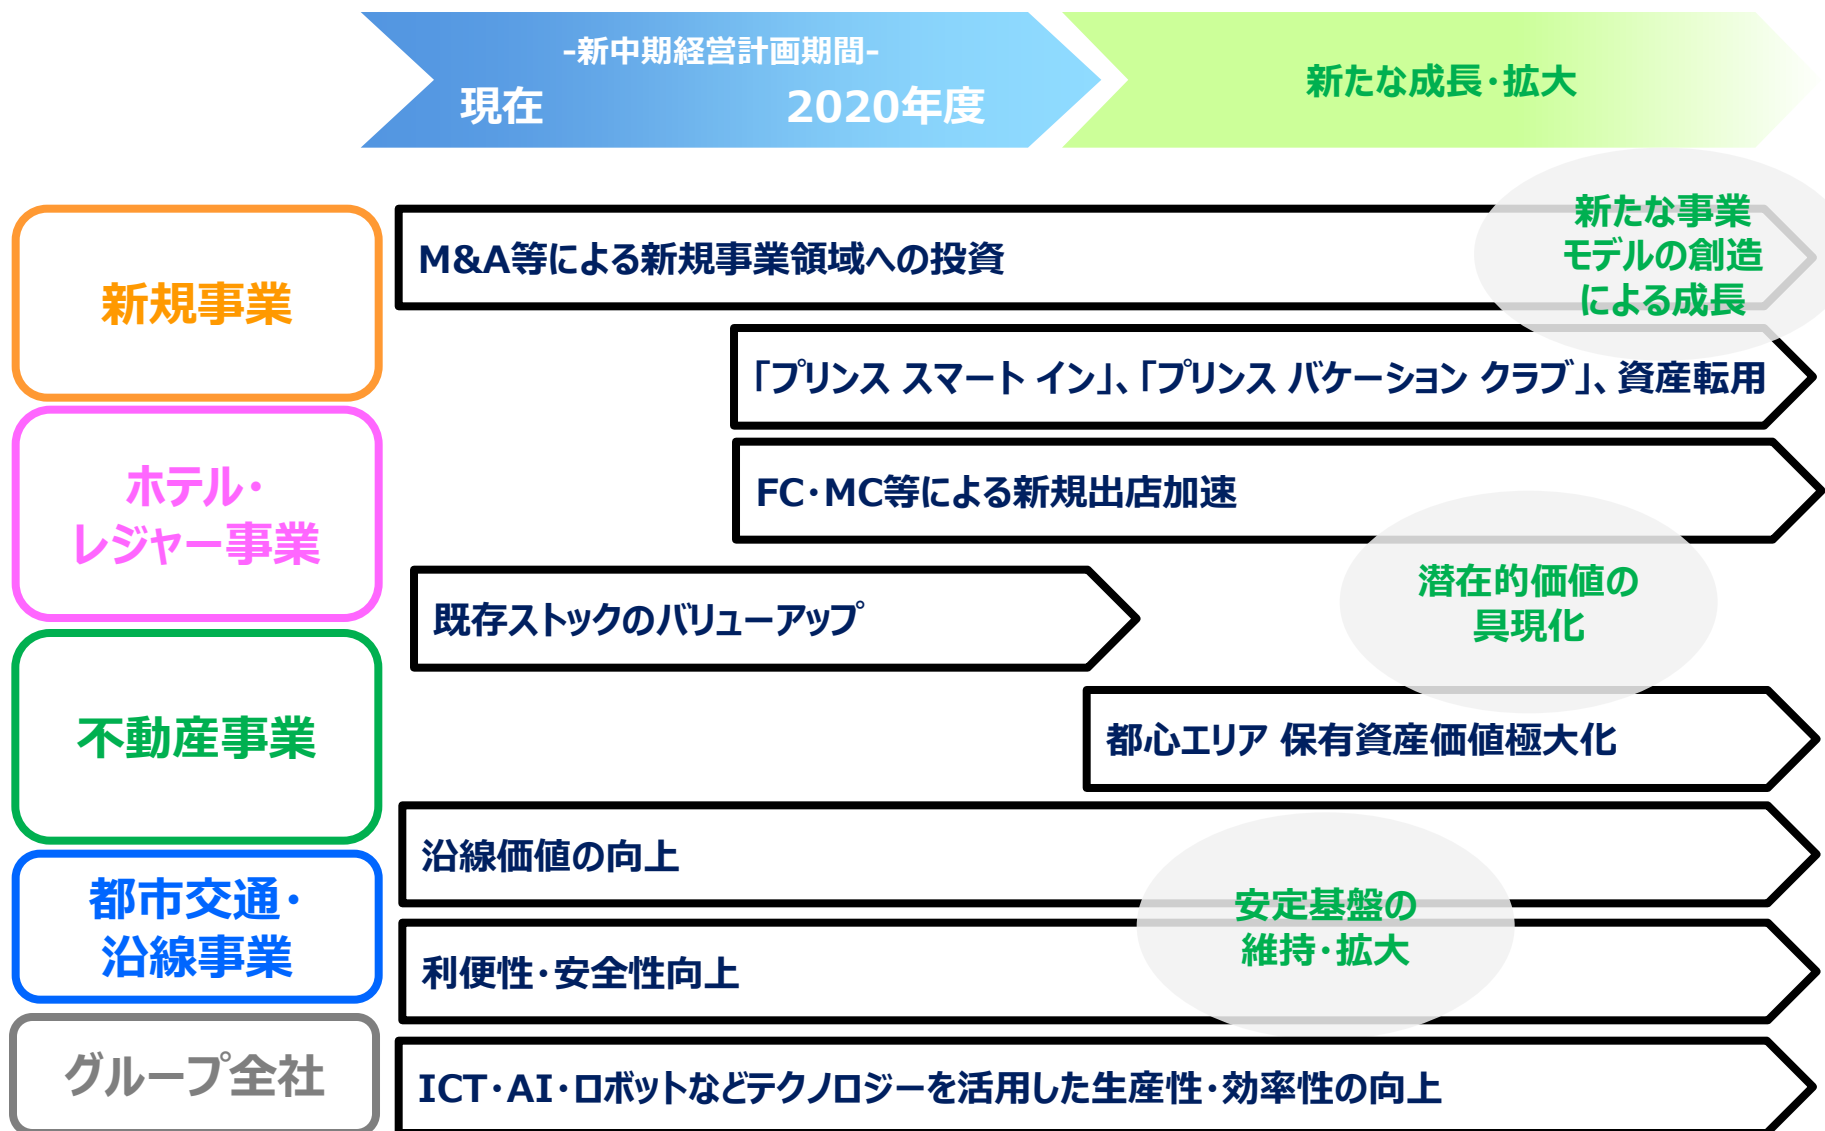 -新中期経営計画期間-
現在
2020年度
新たな成長・拡大
新規事業
M&A等による新規事業領域への投資
新たな事業
モデルの創造
による成長
「プリンス スマート イン」、「プリンス バケーション クラブ」、資産転用
ホテル・
レジャー事業
FC・MC等による新規出店加速
既存ストックのバリューアップ
潜在的価値の
具現化
不動産事業
都心エリア 保有資産価値極大化
都市交通・
沿線事業
沿線価値の向上
安定基盤の
維持・拡大
利便性・安全性向上
グループ全社
ICT・AI・ロボットなどテクノロジーを活用した生産性・効率性の向上